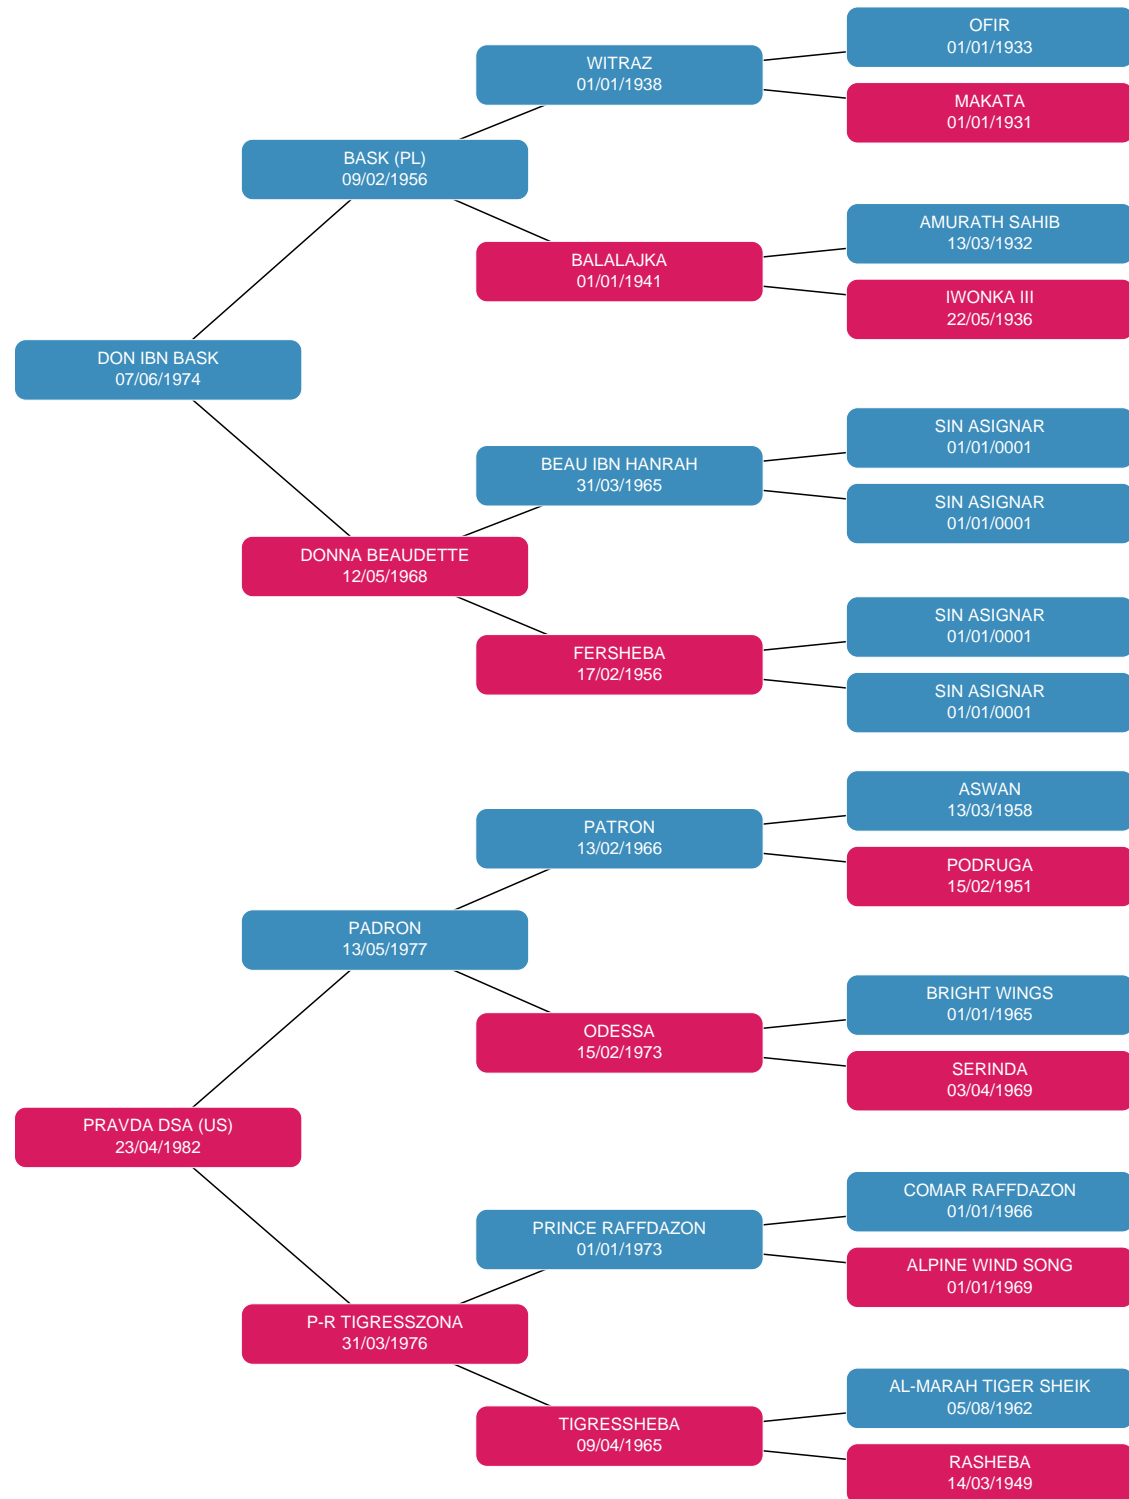 OFIR
01/01/1933
WITRAZ
01/01/1938
MAKATA
01/01/1931
BASK (PL)
09/02/1956
AMURATH SAHIB
13/03/1932
BALALAJKA
01/01/1941
IWONKA III
22/05/1936
DON IBN BASK
07/06/1974
SIN ASIGNAR
01/01/0001
BEAU IBN HANRAH
31/03/1965
SIN ASIGNAR
01/01/0001
DONNA BEAUDETTE
12/05/1968
SIN ASIGNAR
01/01/0001
FERSHEBA
17/02/1956
SIN ASIGNAR
01/01/0001
ASWAN
13/03/1958
PATRON
13/02/1966
PODRUGA
15/02/1951
PADRON
13/05/1977
BRIGHT WINGS
01/01/1965
ODESSA
15/02/1973
SERINDA
03/04/1969
PRAVDA DSA (US)
23/04/1982
COMAR RAFFDAZON
01/01/1966
PRINCE RAFFDAZON
01/01/1973
ALPINE WIND SONG
01/01/1969
P-R TIGRESSZONA
31/03/1976
AL-MARAH TIGER SHEIK
05/08/1962
TIGRESSHEBA
09/04/1965
RASHEBA
14/03/1949